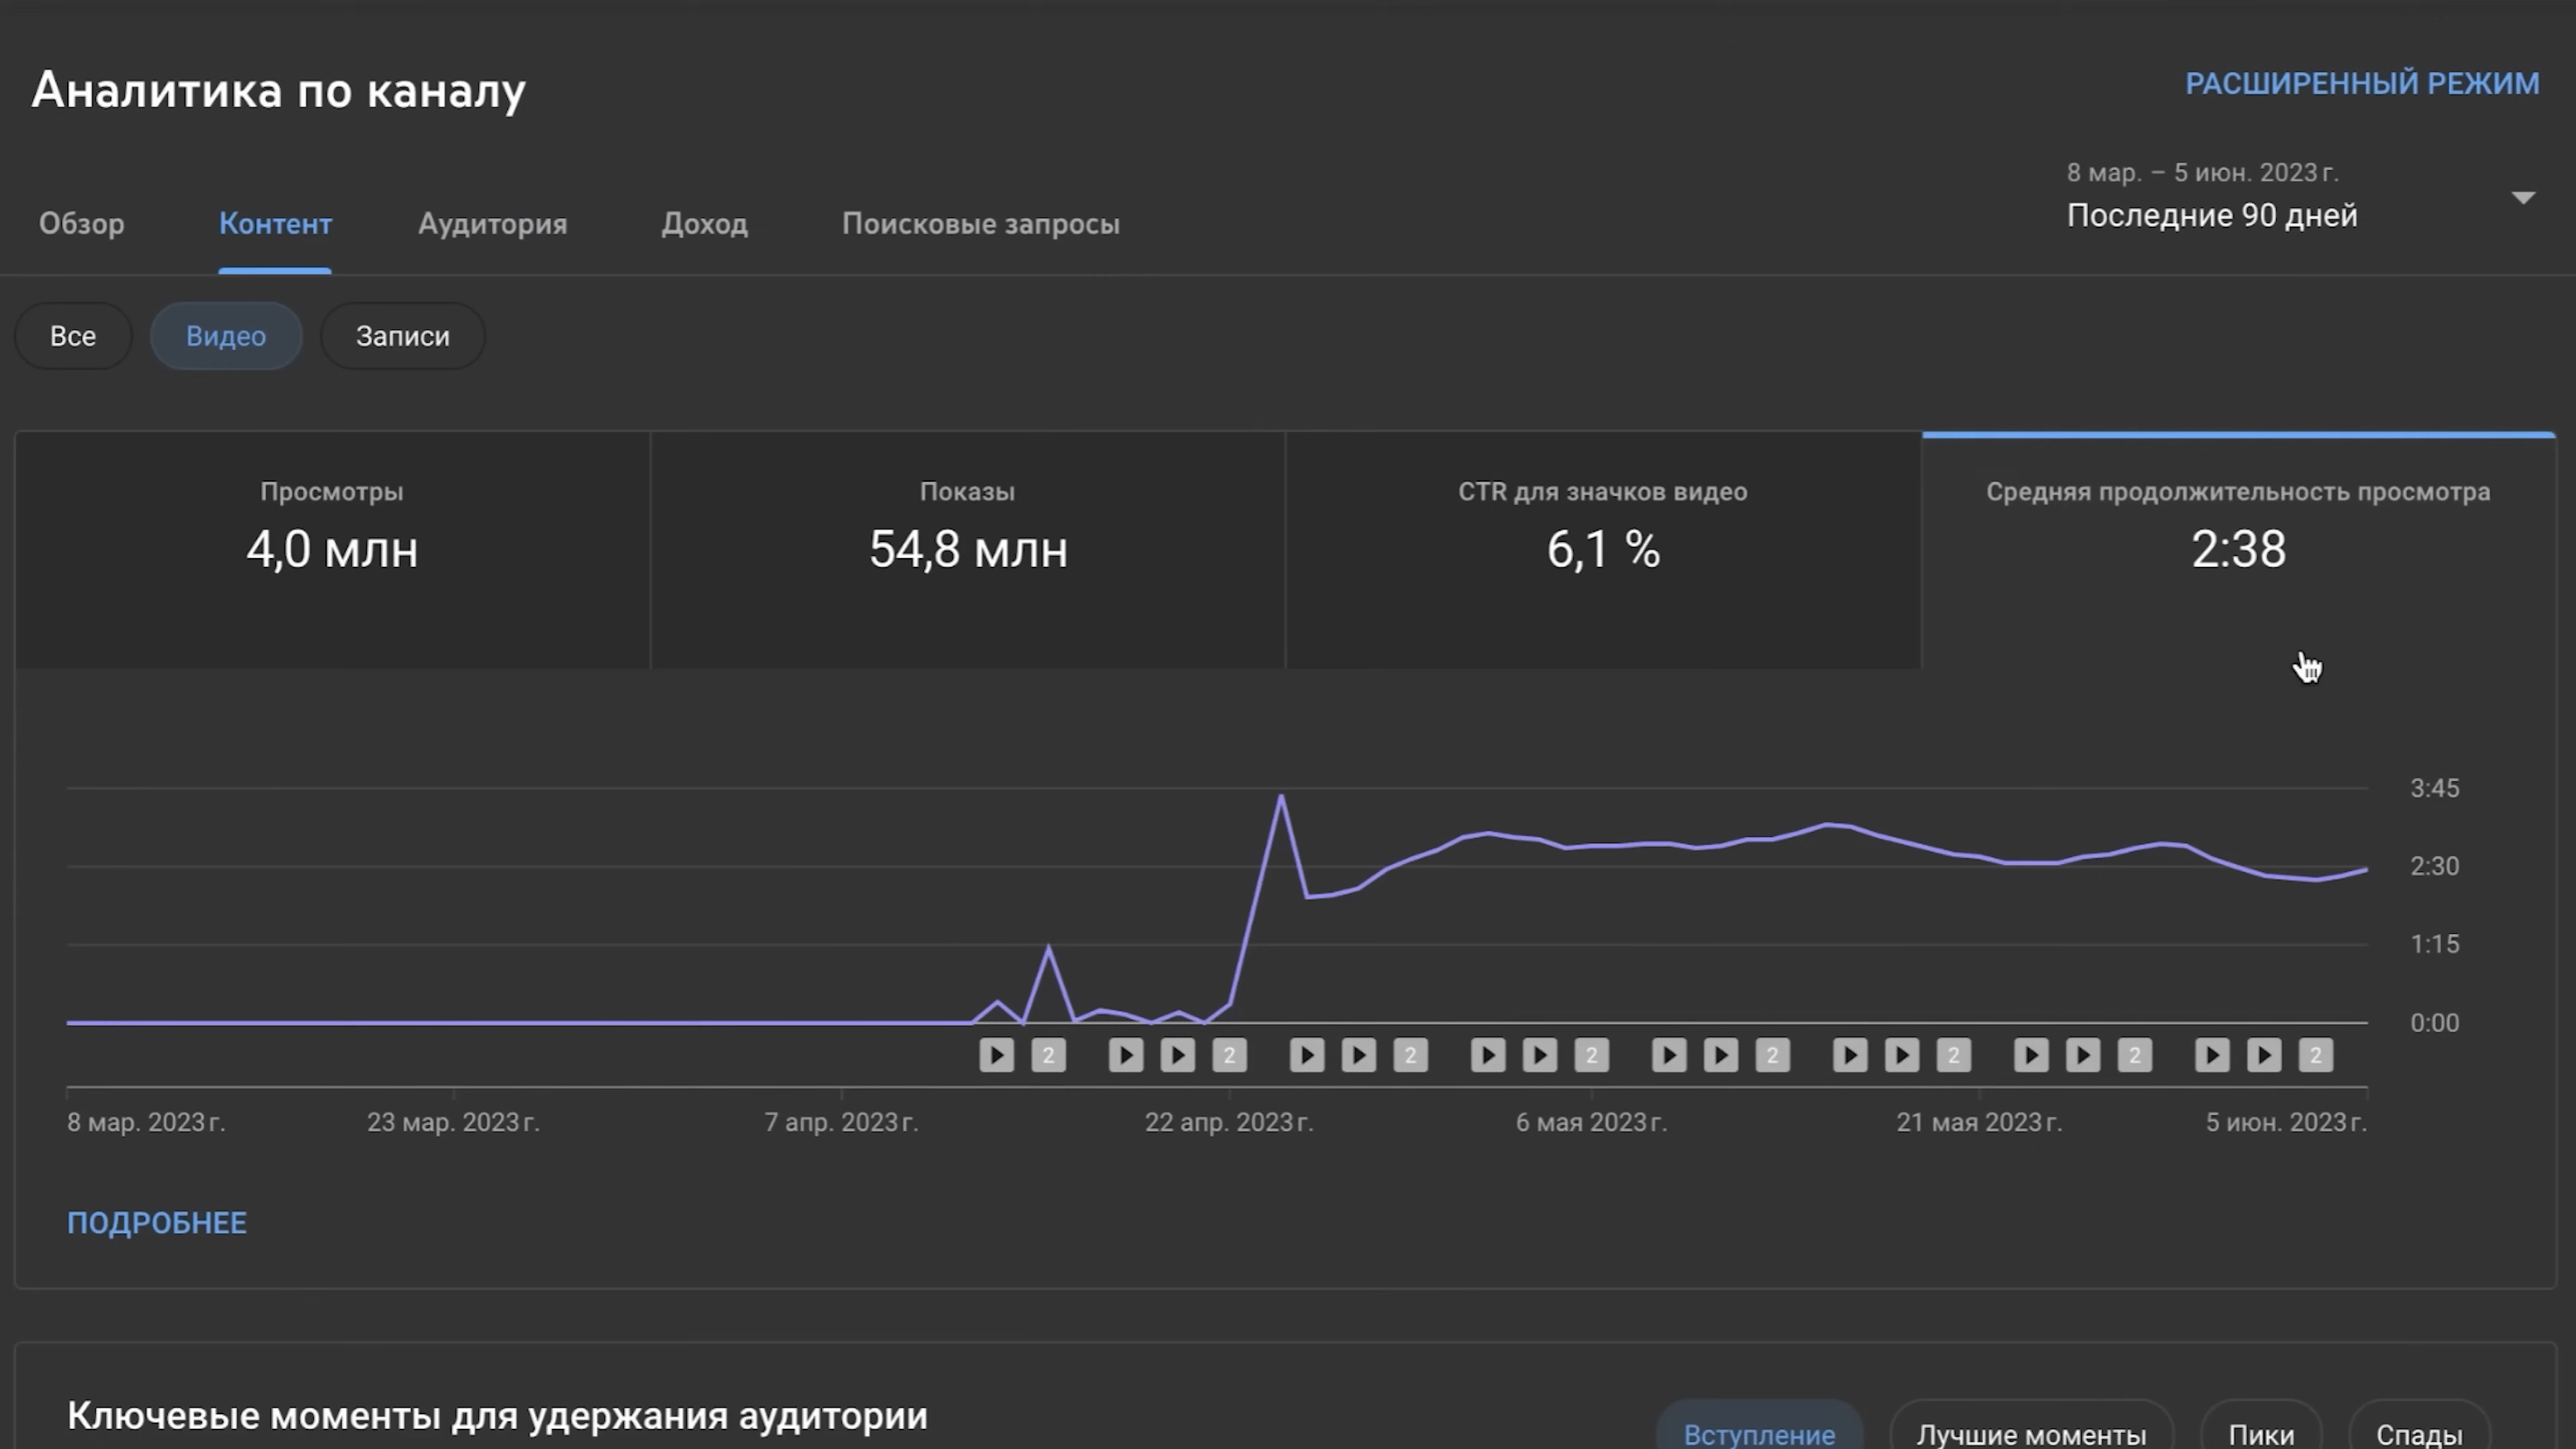 Аналитика по каналу
РАСШИРЕННЫЙ РЕЖИМ
8 мар. – 5 июн. 2023 г.
Последние 90 дней
Обзор Контент Аудитория Доход Поисковые запросы
Все Видео Записи
Просмотры Показы CTR для значков видео Средняя продолжительность просмотра
4,0 млн 54,8 млн 6,1 % 2:38
3:45
2:30
1:15
0:00
2 2 2 2 2 2 2 2
8 мар. 2023 г. 23 мар. 2023 г. 7 апр. 2023 г. 22 апр. 2023 г. 6 мая 2023 г. 21 мая 2023 г. 5 июн. 2023 г.
ПОДРОБНЕЕ
Ключевые моменты для удержания аудитории
Вступление Лучшие моменты Пики Спады